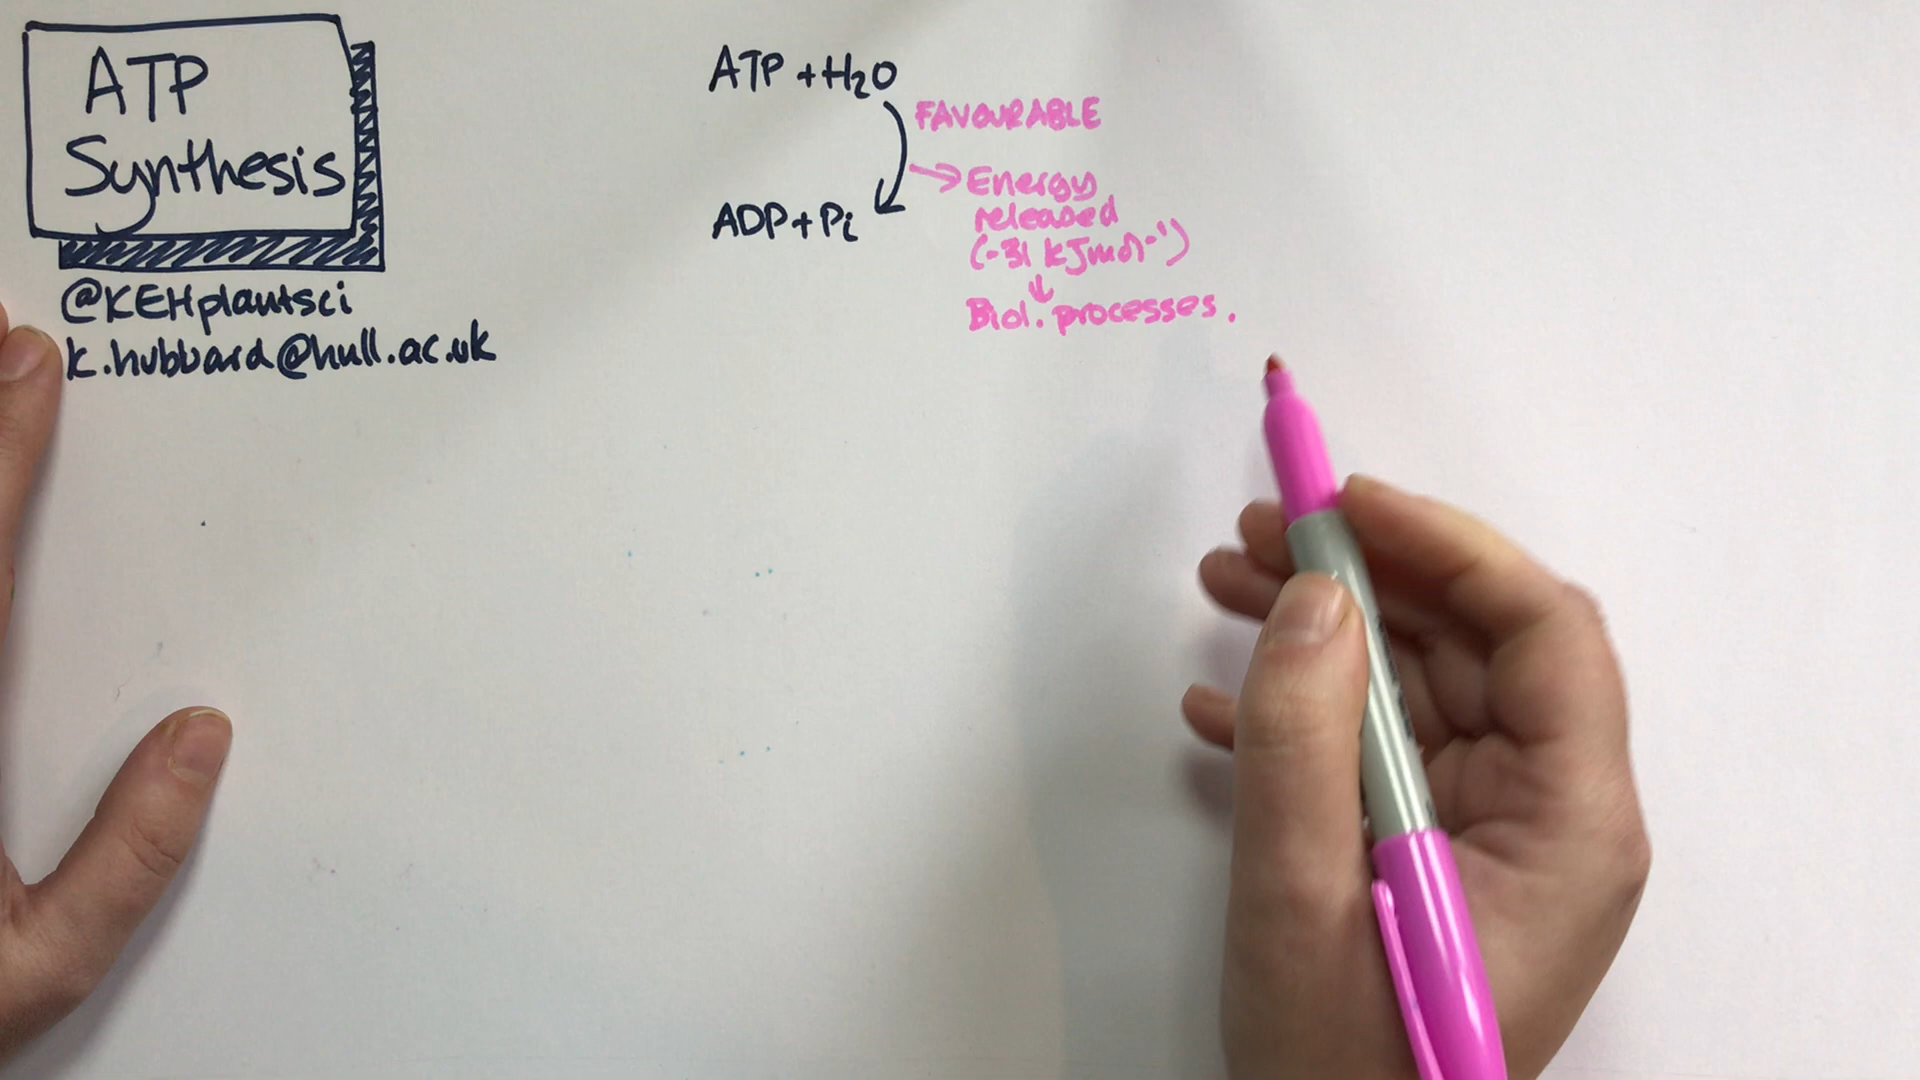 ATP
Synthesis
@KEHplantsci
k.hubbard@hull.ac.uk
ATP + H2O
FAVOURABLE
Energy
released
(-31 kJmol-1)
Biol. processes.
ADP + Pi